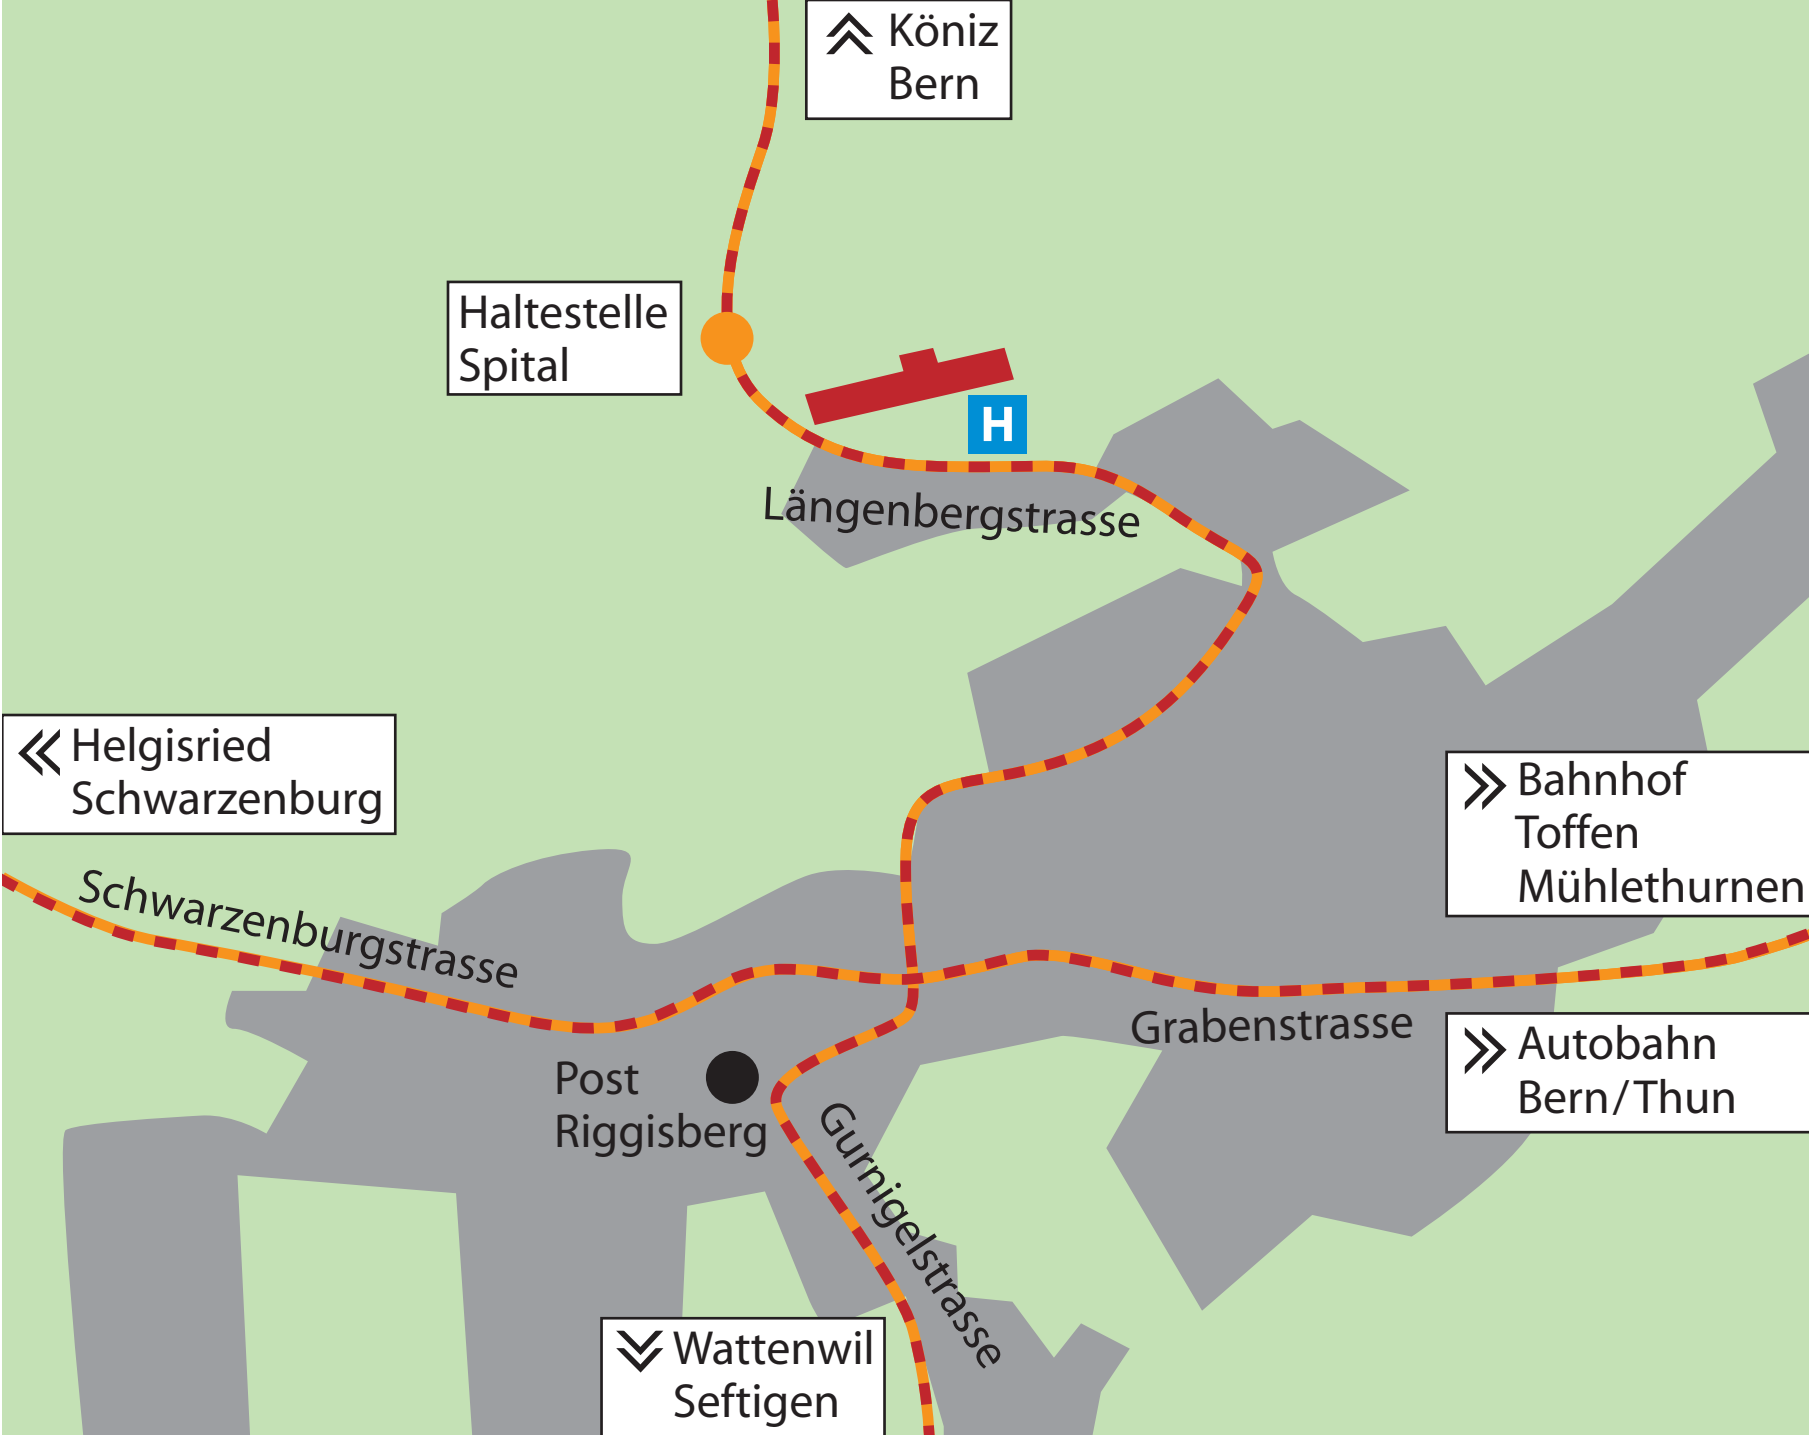 Köniz
Bern
Haltestelle
Spital
H
Längenbergstrasse
Helgisried
Schwarzenburg
Bahnhof
Toffen
Mühlethurnen
Schwarzenburgstrasse
Grabenstrasse
Autobahn
Bern/Thun
Post
Riggisberg
Gurnigelstrasse
Wattenwil
Seftigen